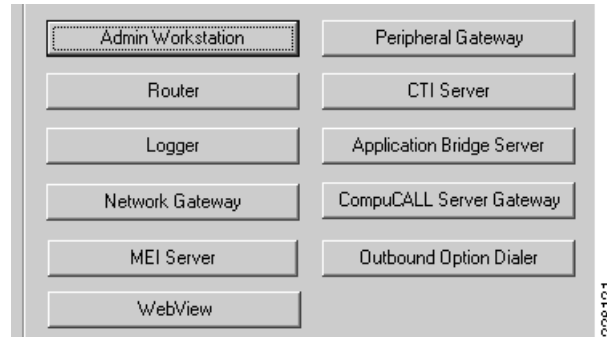 Admin Workstation
Peripheral Gateway
Router
CTI Server
Logger
Application Bridge Server
Network Gateway
CompuCALL Server Gateway
MEI Server
Outbound Option Dialer
WebView